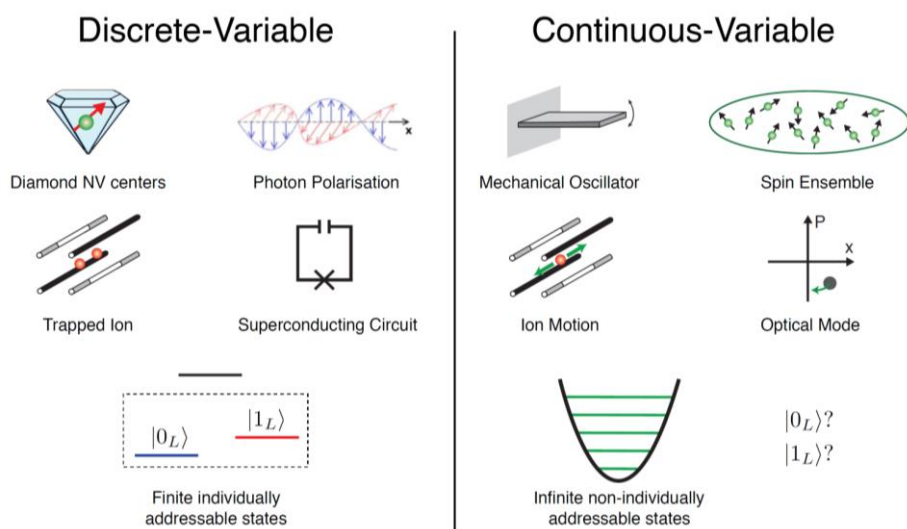 Discrete-Variable
Diamond NV centers
Photon Polarisation
x
Trapped Ion
Superconducting Circuit
|0_L⟩
|1_L⟩
Finite individually
addressable states
Continuous-Variable
Mechanical Oscillator
Spin Ensemble
Ion Motion
P
x
Optical Mode
|0_L⟩?
|1_L⟩?
Infinite non-individually
addressable states